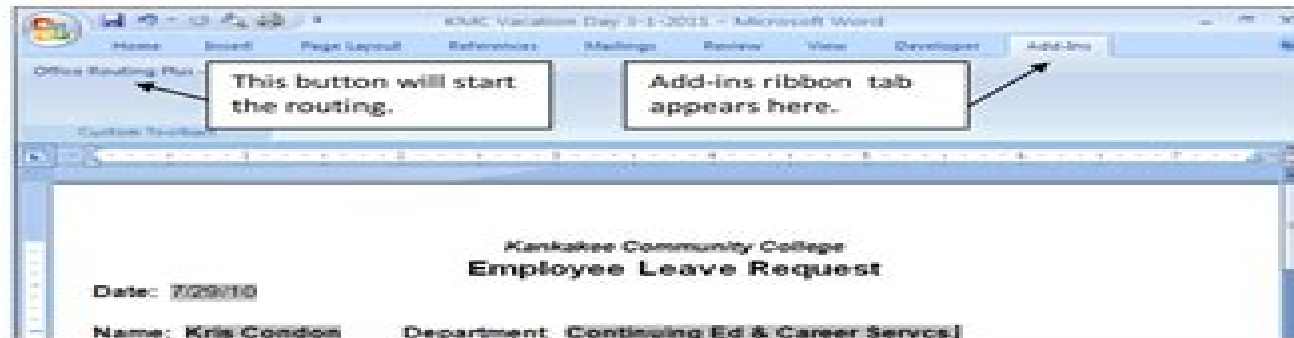 Vacation Day 3-1-2011 - Microsoft Word
Home Insert Page Layout References Mailings Review View Developer Add-Ins
Office Routing Plus
This button will start
the routing.
Add-ins ribbon tab
appears here.
Custom Toolbars
Kankakee Community College
Employee Leave Request
Date: 7/29/10
Name: Kris Condon Department Continuing Ed & Career Servcs.